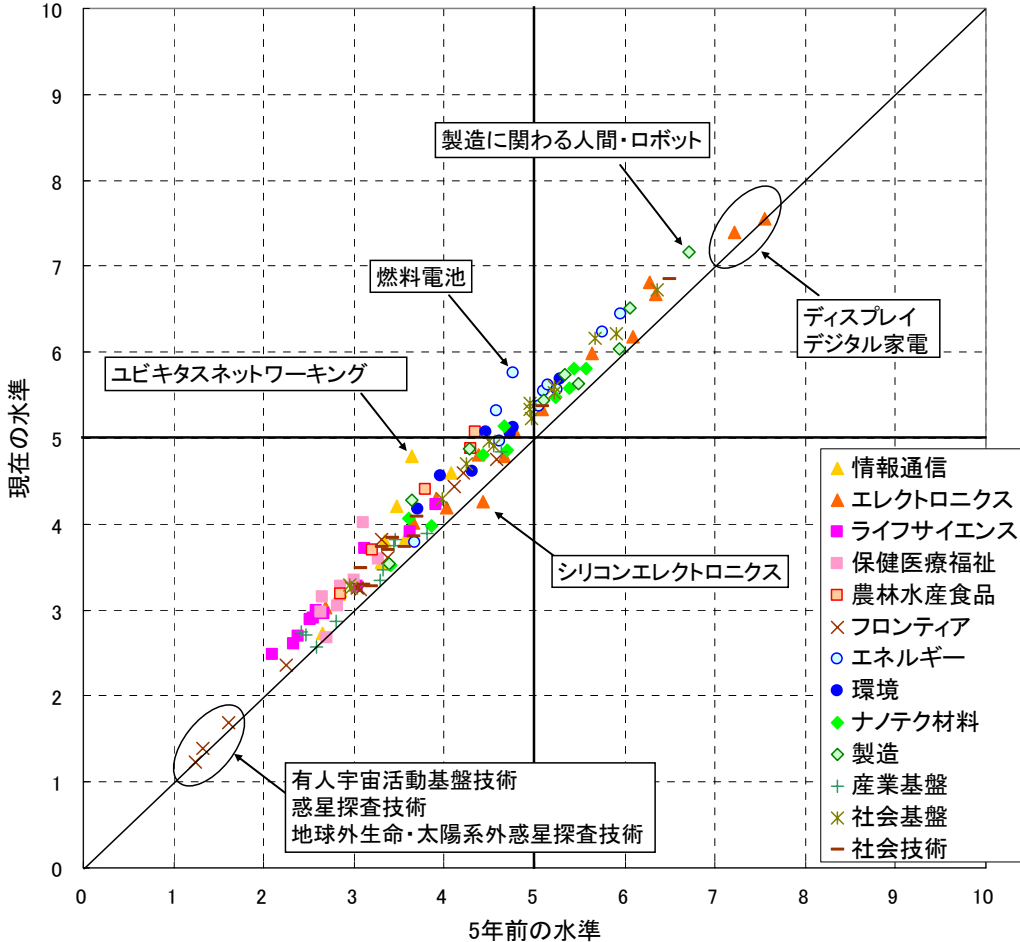 10
9
8
7
6
5
4
3
2
1
0
現在の水準
製造に関わる人間・ロボット
燃料電池
ユビキタスネットワーキング
ディスプレイ
デジタル家電
シリコンエレクトロニクス
有人宇宙活動基盤技術
惑星探査技術
地球外生命・太陽系外惑星探査技術
情報通信
エレクトロニクス
ライフサイエンス
保健医療福祉
農林水産食品
フロンティア
エネルギー
環境
ナノテク材料
製造
産業基盤
社会基盤
社会技術
0 1 2 3 4 5 6 7 8 9 10
5年前の水準